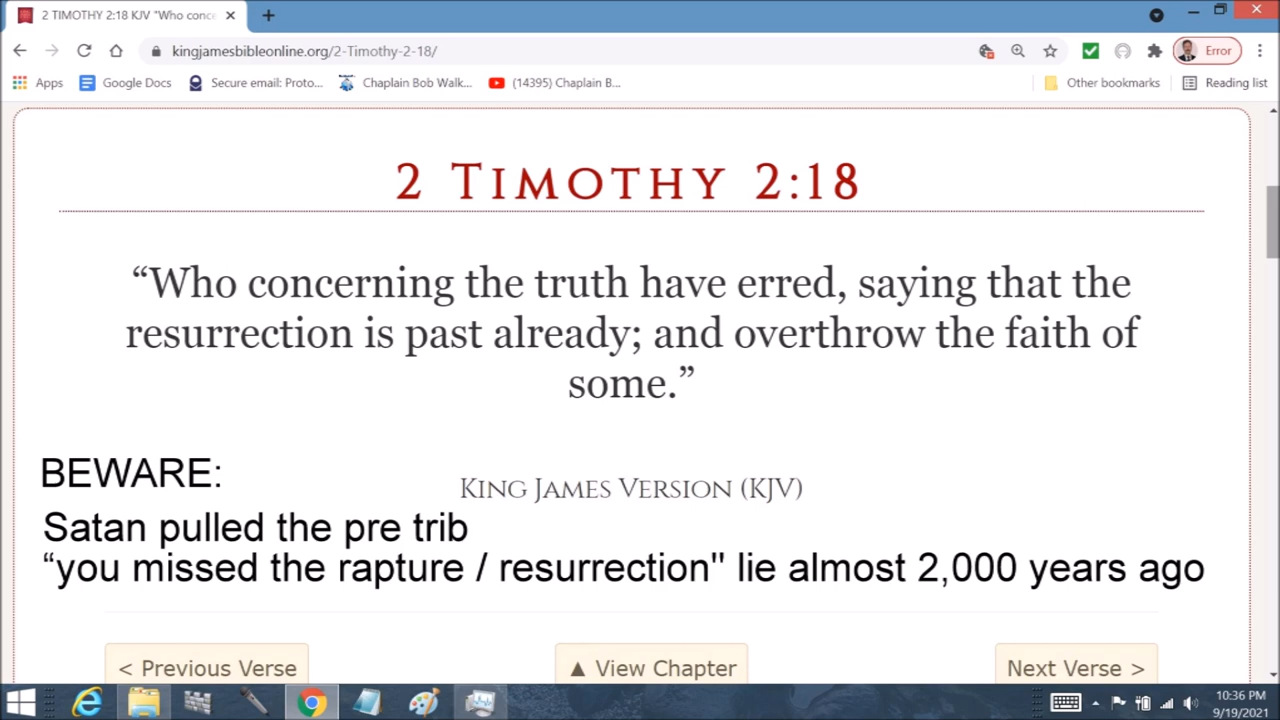 2 TIMOTHY 2:18 KJV "Who conce
kingjamesbibleonline.org/2-Timothy-2-18/
Error
Apps
Google Docs
Secure email: Proto...
Chaplain Bob Walk...
(14395) Chaplain B...
Other bookmarks
Reading list
2 TIMOTHY 2:18
“Who concerning the truth have erred, saying that the
resurrection is past already; and overthrow the faith of
some.”
BEWARE:
KING JAMES VERSION (KJV)
Satan pulled the pre trib
“you missed the rapture / resurrection" lie almost 2,000 years ago
< Previous Verse
▲ View Chapter
Next Verse >
10:36 PM
9/19/2021